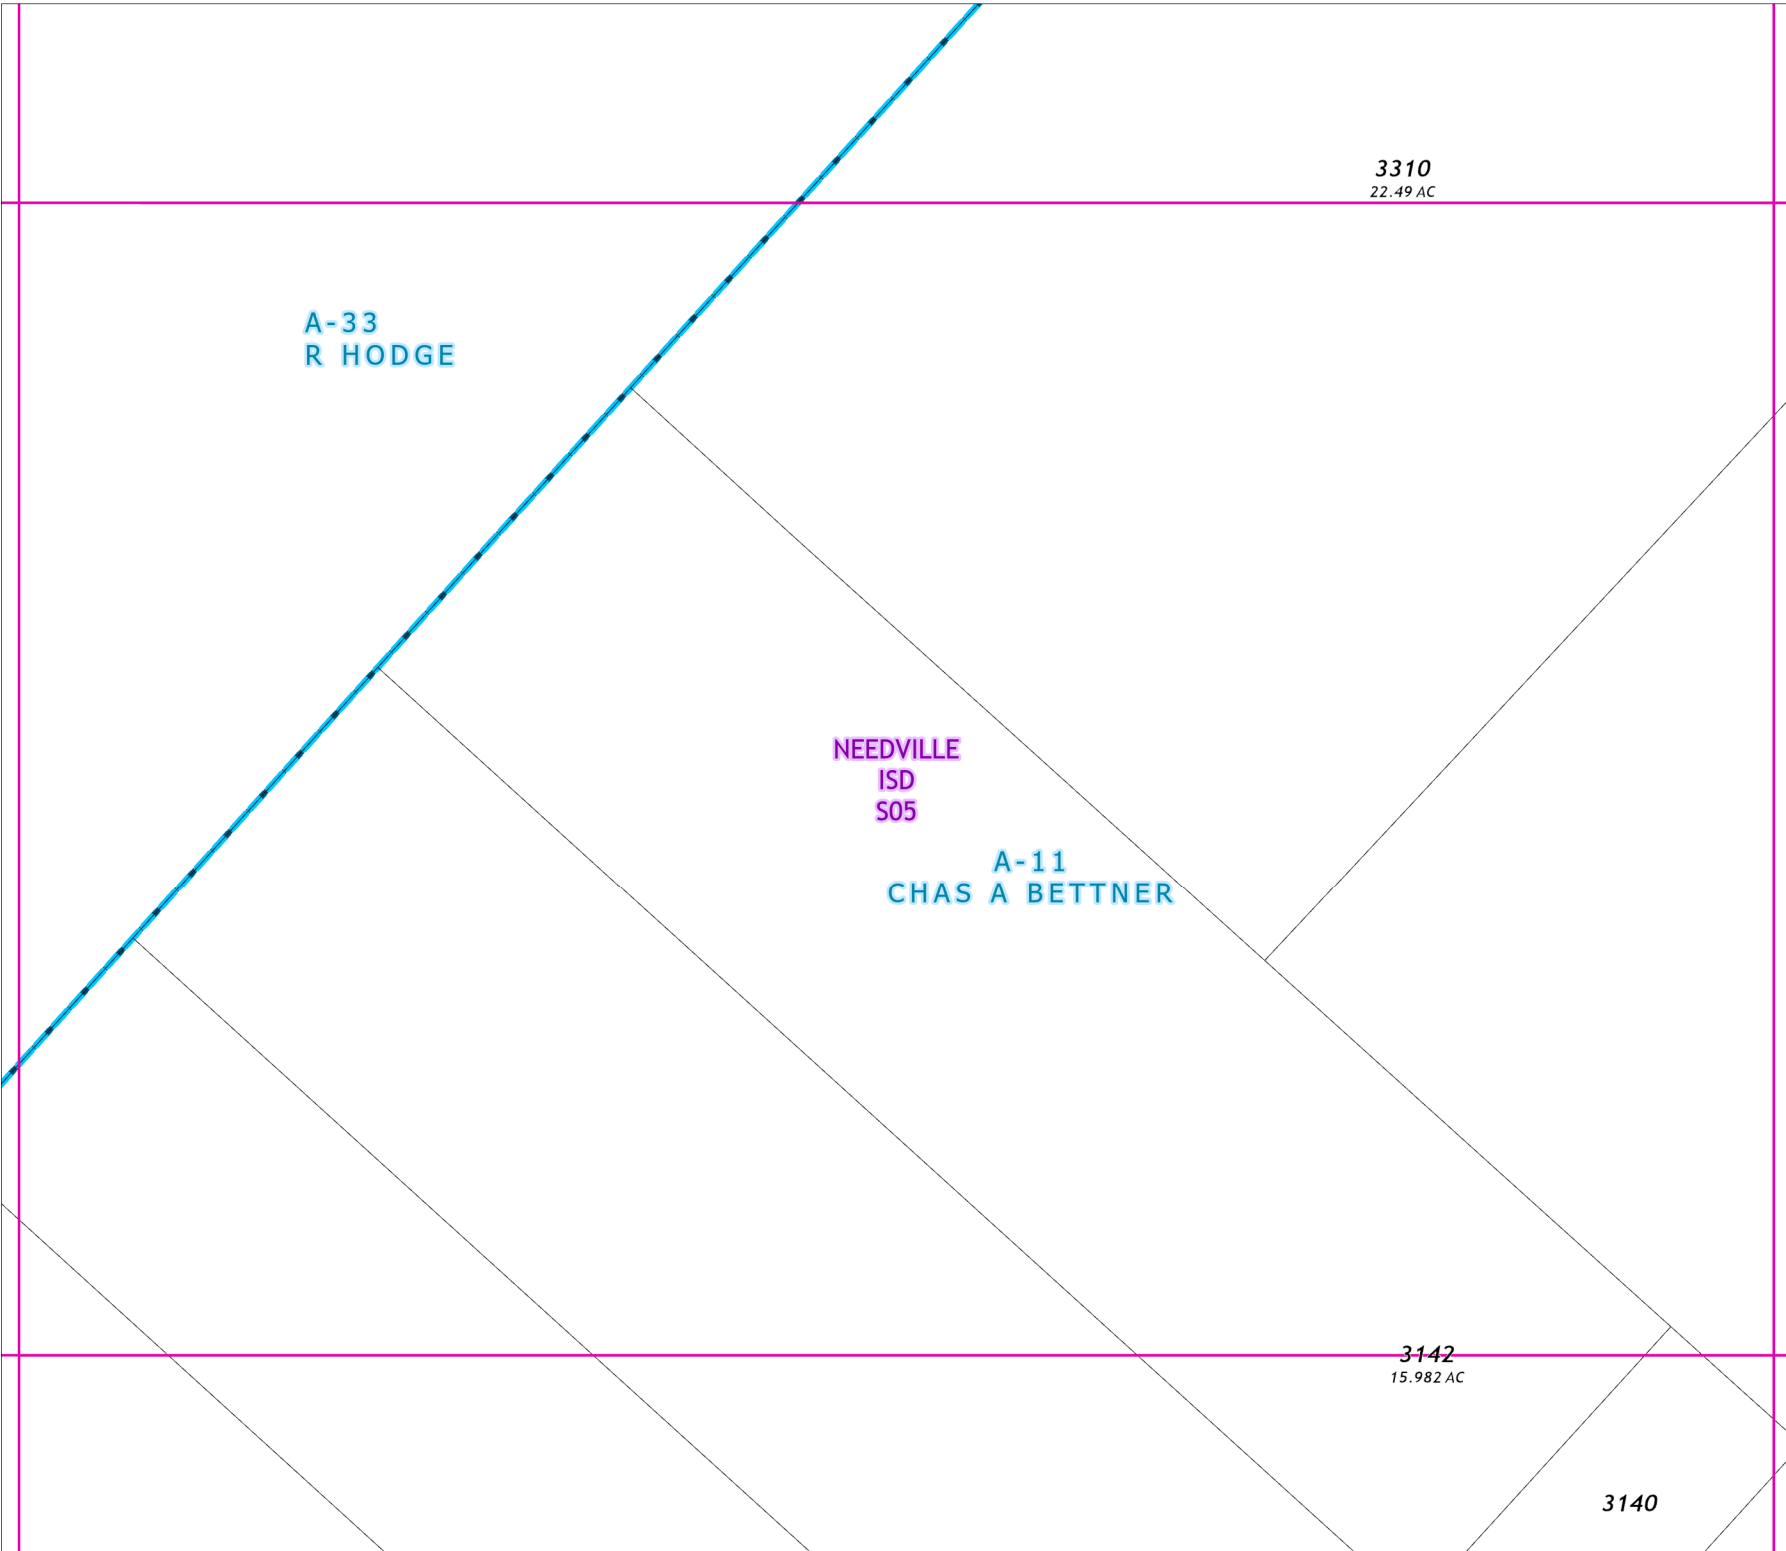 3310
22.49 AC
A-33
R HODGE
NEEDVILLE
ISD
S05
A-11
CHAS A BETTNER
3142
15.982 AC
3140